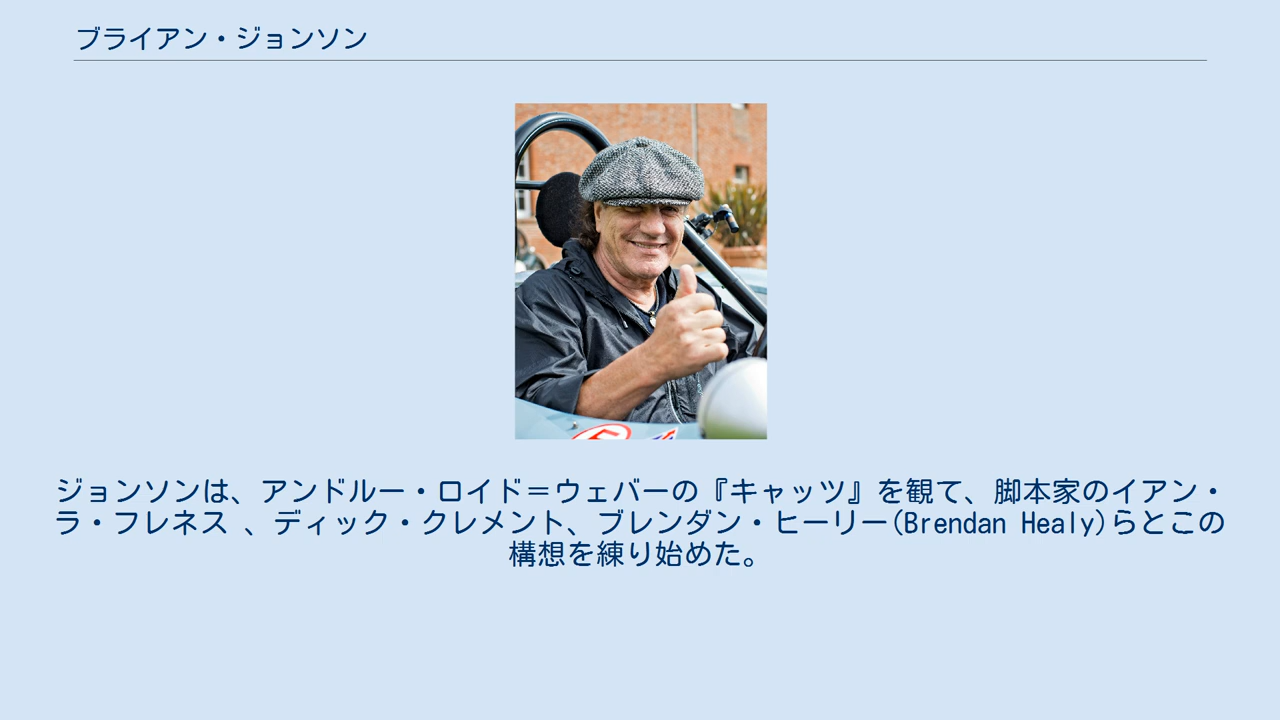 ブライアン・ジョンソン
ジョンソンは、アンドルー・ロイド＝ウェバーの『キャッツ』を観て、脚本家のイアン・
ラ・フレネス 、ディック・クレメント、ブレンダン・ヒーリー(Brendan Healy)らとこの
構想を練り始めた。